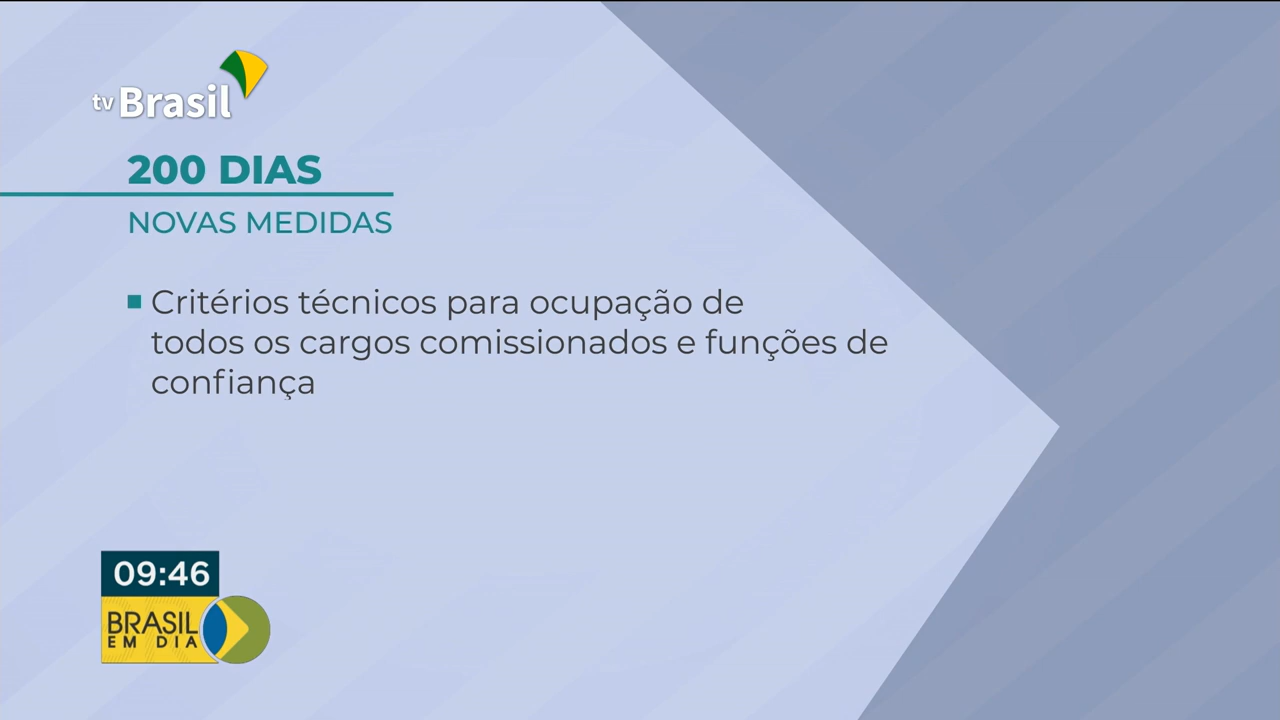 tv Brasil
200 DIAS
NOVAS MEDIDAS
Critérios técnicos para ocupação de
todos os cargos comissionados e funções de
confiança
09:46
BRASIL
EM DIA